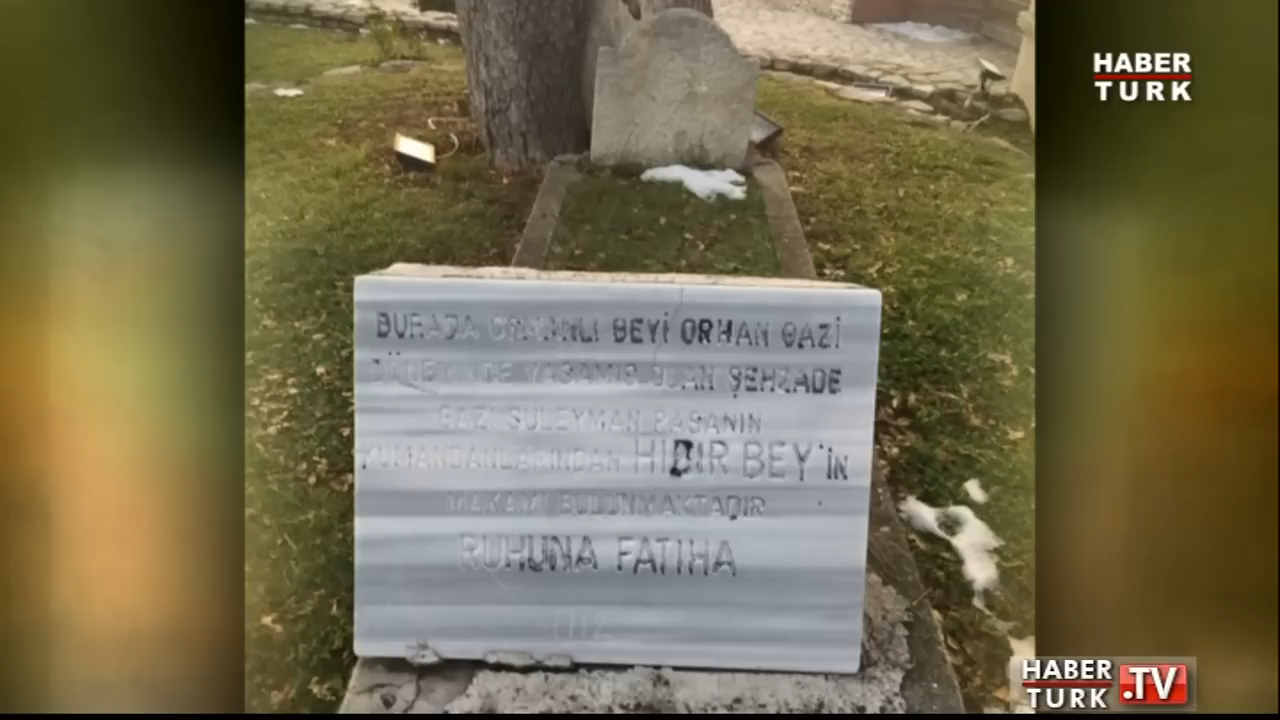 HABER
TURK
BURADA OSMANLI BEYİ ORHAN GAZİ
DÖNEMİNDE YAŞAMIŞ OLAN ŞEHZADE
GAZİ SÜLEYMAN PAŞANIN
KUMANDANLARINDAN HIDIR BEY'İN
MAKAMI BULUNMAKTADIR
RUHUNA FATİHA
HABER
TURK .TV